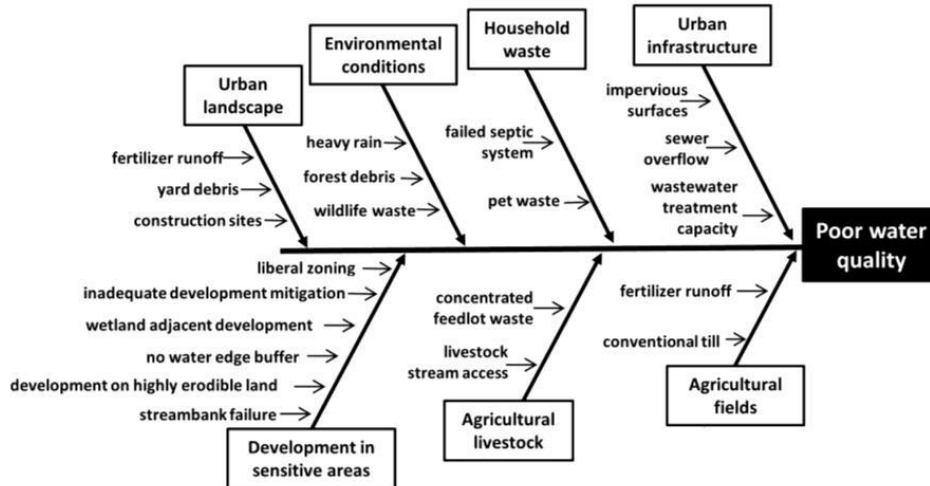 Urban
landscape
fertilizer runoff
yard debris
construction sites
Environmental
conditions
heavy rain
forest debris
wildlife waste
Household
waste
failed septic
system
pet waste
Urban
infrastructure
impervious
surfaces
sewer
overflow
wastewater
treatment
capacity
Poor water
quality
liberal zoning
inadequate development mitigation
wetland adjacent development
no water edge buffer
development on highly erodible land
streambank failure
Development in
sensitive areas
concentrated
feedlot waste
livestock
stream access
Agricultural
livestock
fertilizer runoff
conventional till
Agricultural
fields